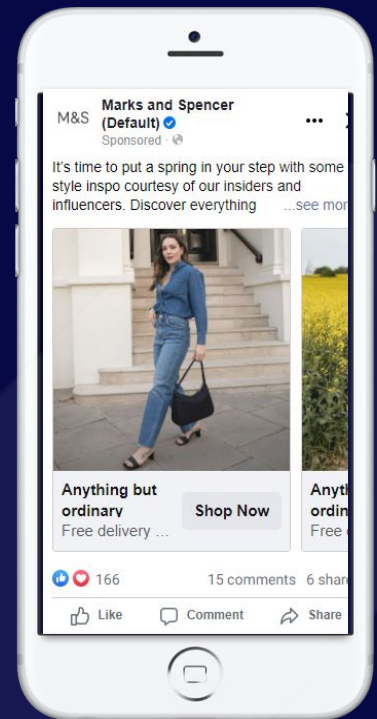 M&S
Marks and Spencer
(Default)
Sponsored ·
It's time to put a spring in your step with some
style inspo courtesy of our insiders and
influencers. Discover everything ...see mor
Anything but
ordinary
Free delivery ...
Shop Now
Anyth
ordin
Free
166
15 comments 6 share
Like
Comment
Share